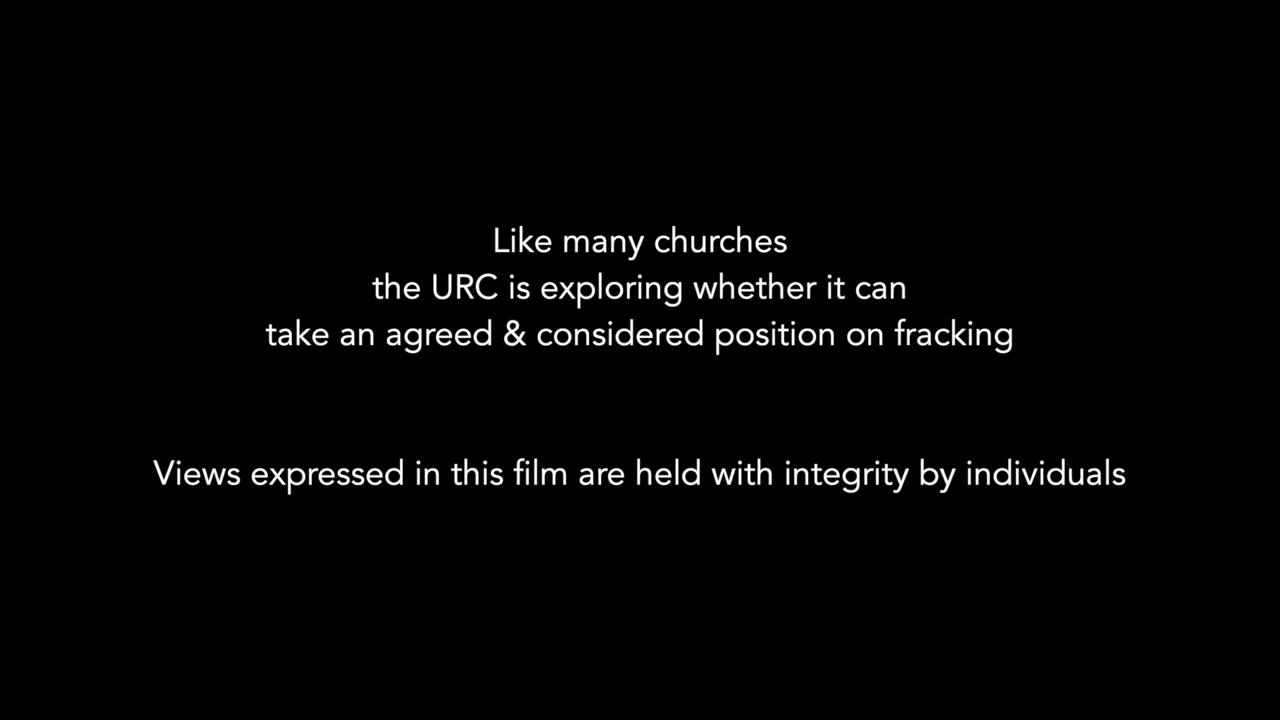 Like many churches
the URC is exploring whether it can
take an agreed & considered position on fracking
Views expressed in this film are held with integrity by individuals